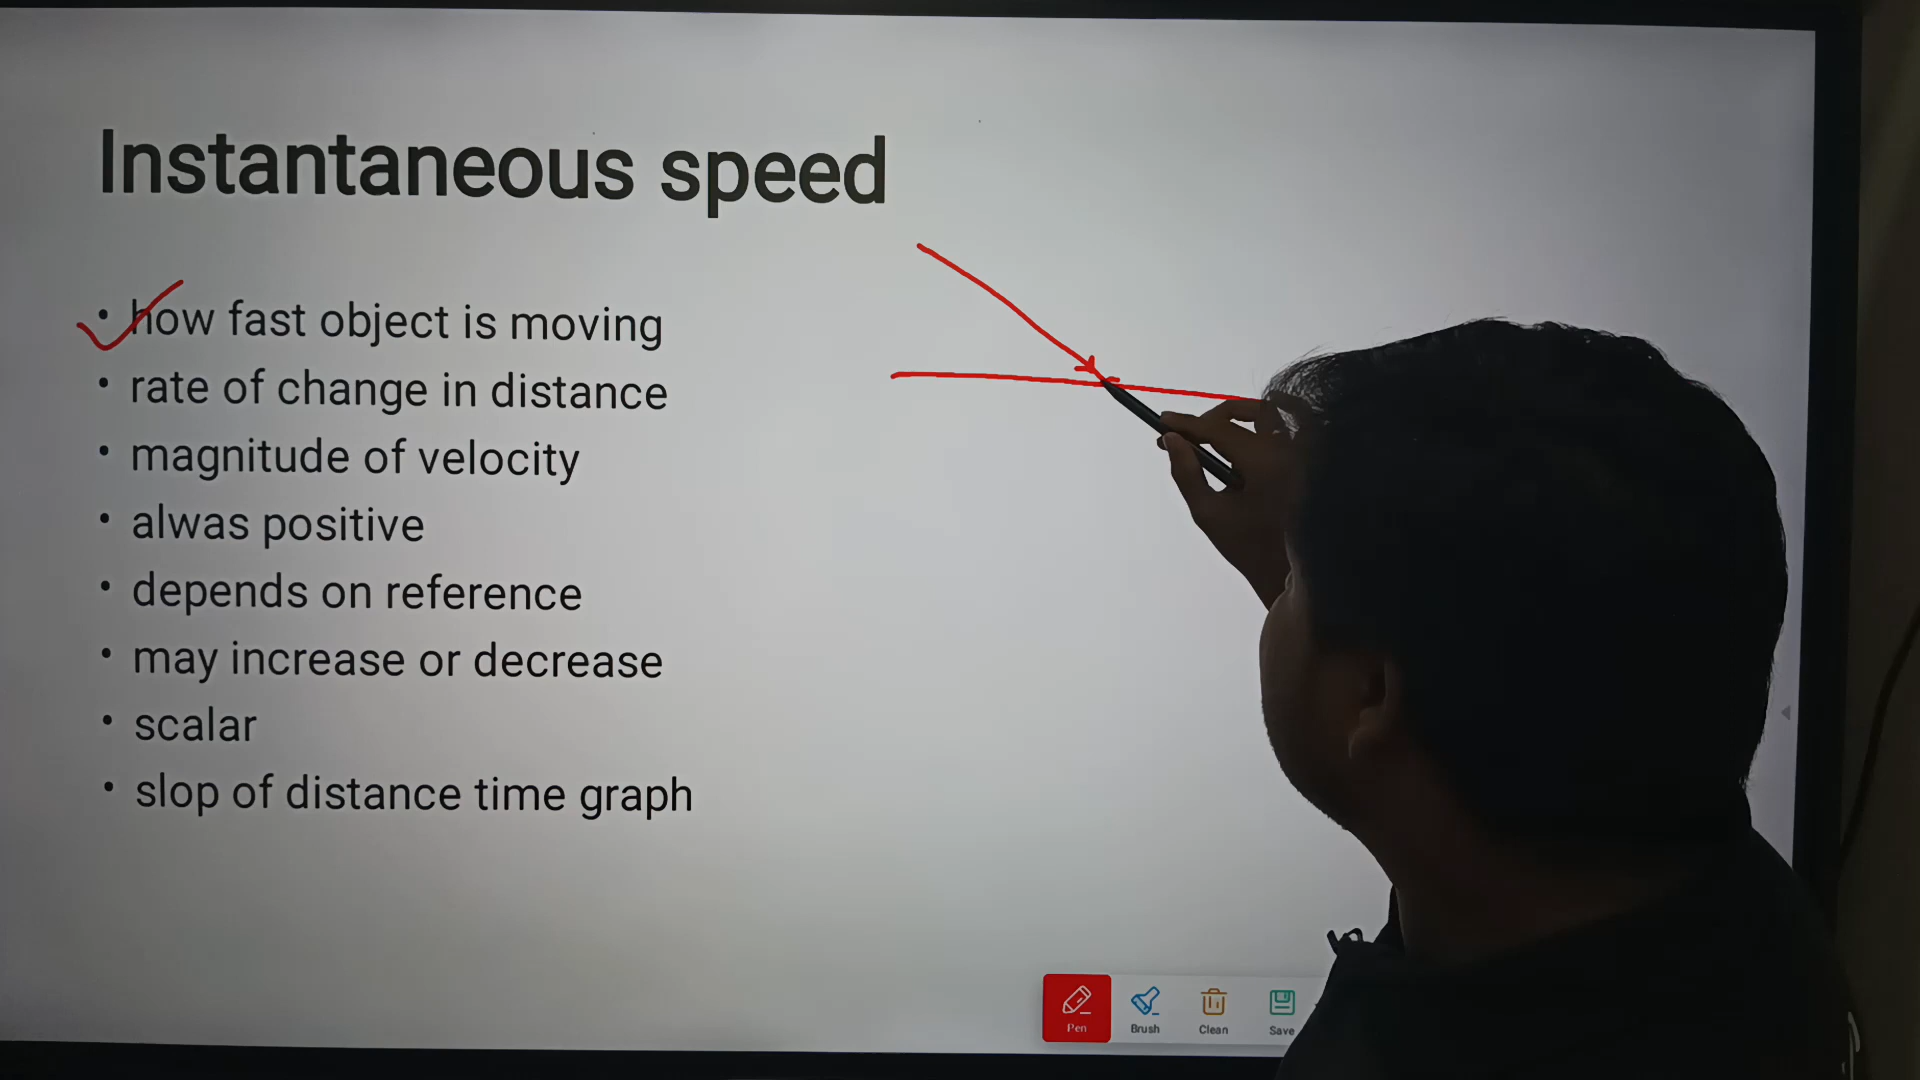 Instantaneous speed
• how fast object is moving
• rate of change in distance
• magnitude of velocity
• alwas positive
• depends on reference
• may increase or decrease
• scalar
• slop of distance time graph
Pen Brush Clean Save